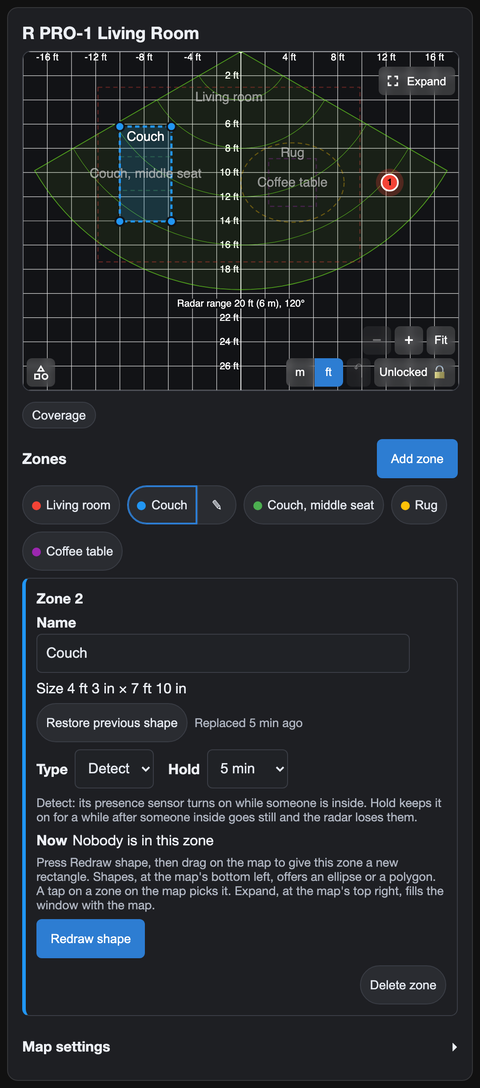 R PRO-1 Living Room
-16 ft -12 ft -8 ft -4 ft 4 ft 8 ft 12 ft 16 ft
2 ft
Expand
Living room
6 ft
Couch
8 ft
Rug
Couch, middle seat
10 ft
Coffee table
1
12 ft
14 ft
16 ft
18 ft
Radar range 20 ft (6 m), 120°
22 ft
24 ft
− + Fit
26 ft
m ft
Unlocked
Coverage
Zones
Add zone
Living room
Couch
Couch, middle seat
Rug
Coffee table
Zone 2
Name
Couch
Size 4 ft 3 in × 7 ft 10 in
Restore previous shape Replaced 5 min ago
Type Detect Hold 5 min
Detect: its presence sensor turns on while someone is inside. Hold keeps it
on for a while after someone inside goes still and the radar loses them.
Now Nobody is in this zone
Press Redraw shape, then drag on the map to give this zone a new
rectangle. Shapes, at the map's bottom left, offers an ellipse or a polygon.
A tap on a zone on the map picks it. Expand, at the map's top right, fills the
window with the map.
Redraw shape
Delete zone
Map settings